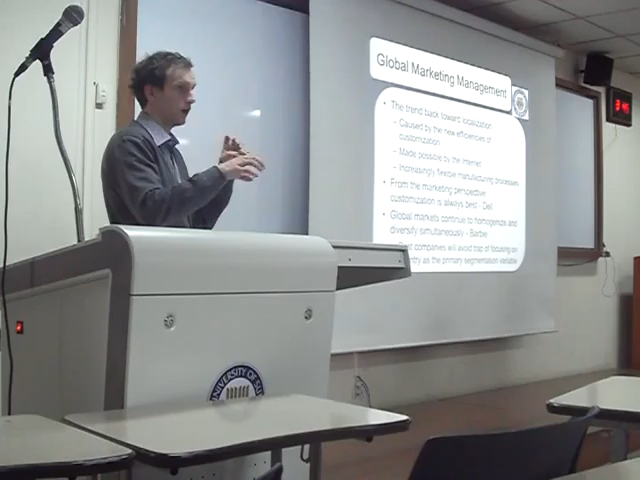 Global Marketing Management
• The trend back toward localization
– Caused by the new efficiencies of
customization
– Made possible by the Internet
– Increasingly flexible manufacturing processes
• From the marketing perspective
customization is always best - Dell
• Global markets continue to homogenize and
diversify simultaneously - Barbie
companies will avoid trap of focusing on
as the primary segmentation variable
UNIVERSITY OF